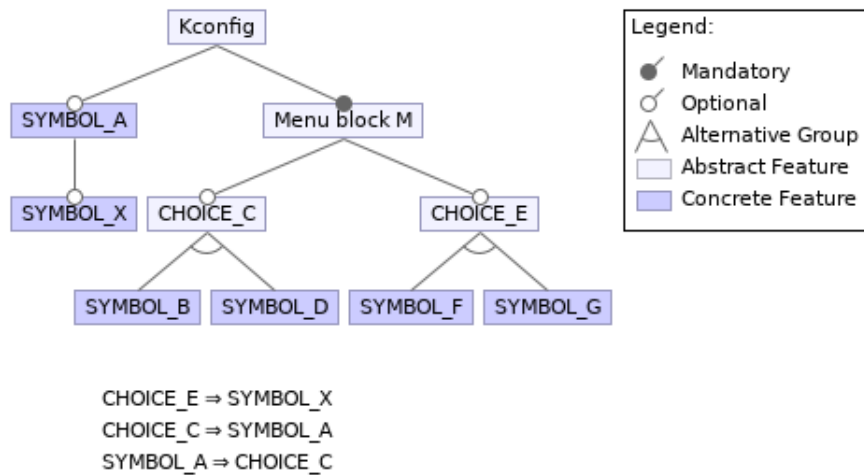 Kconfig
Legend:
Mandatory
Optional
Alternative Group
Abstract Feature
Concrete Feature
SYMBOL_A
Menu block M
SYMBOL_X
CHOICE_C
CHOICE_E
SYMBOL_B
SYMBOL_D
SYMBOL_F
SYMBOL_G
CHOICE_E ⇒ SYMBOL_X
CHOICE_C ⇒ SYMBOL_A
SYMBOL_A ⇒ CHOICE_C